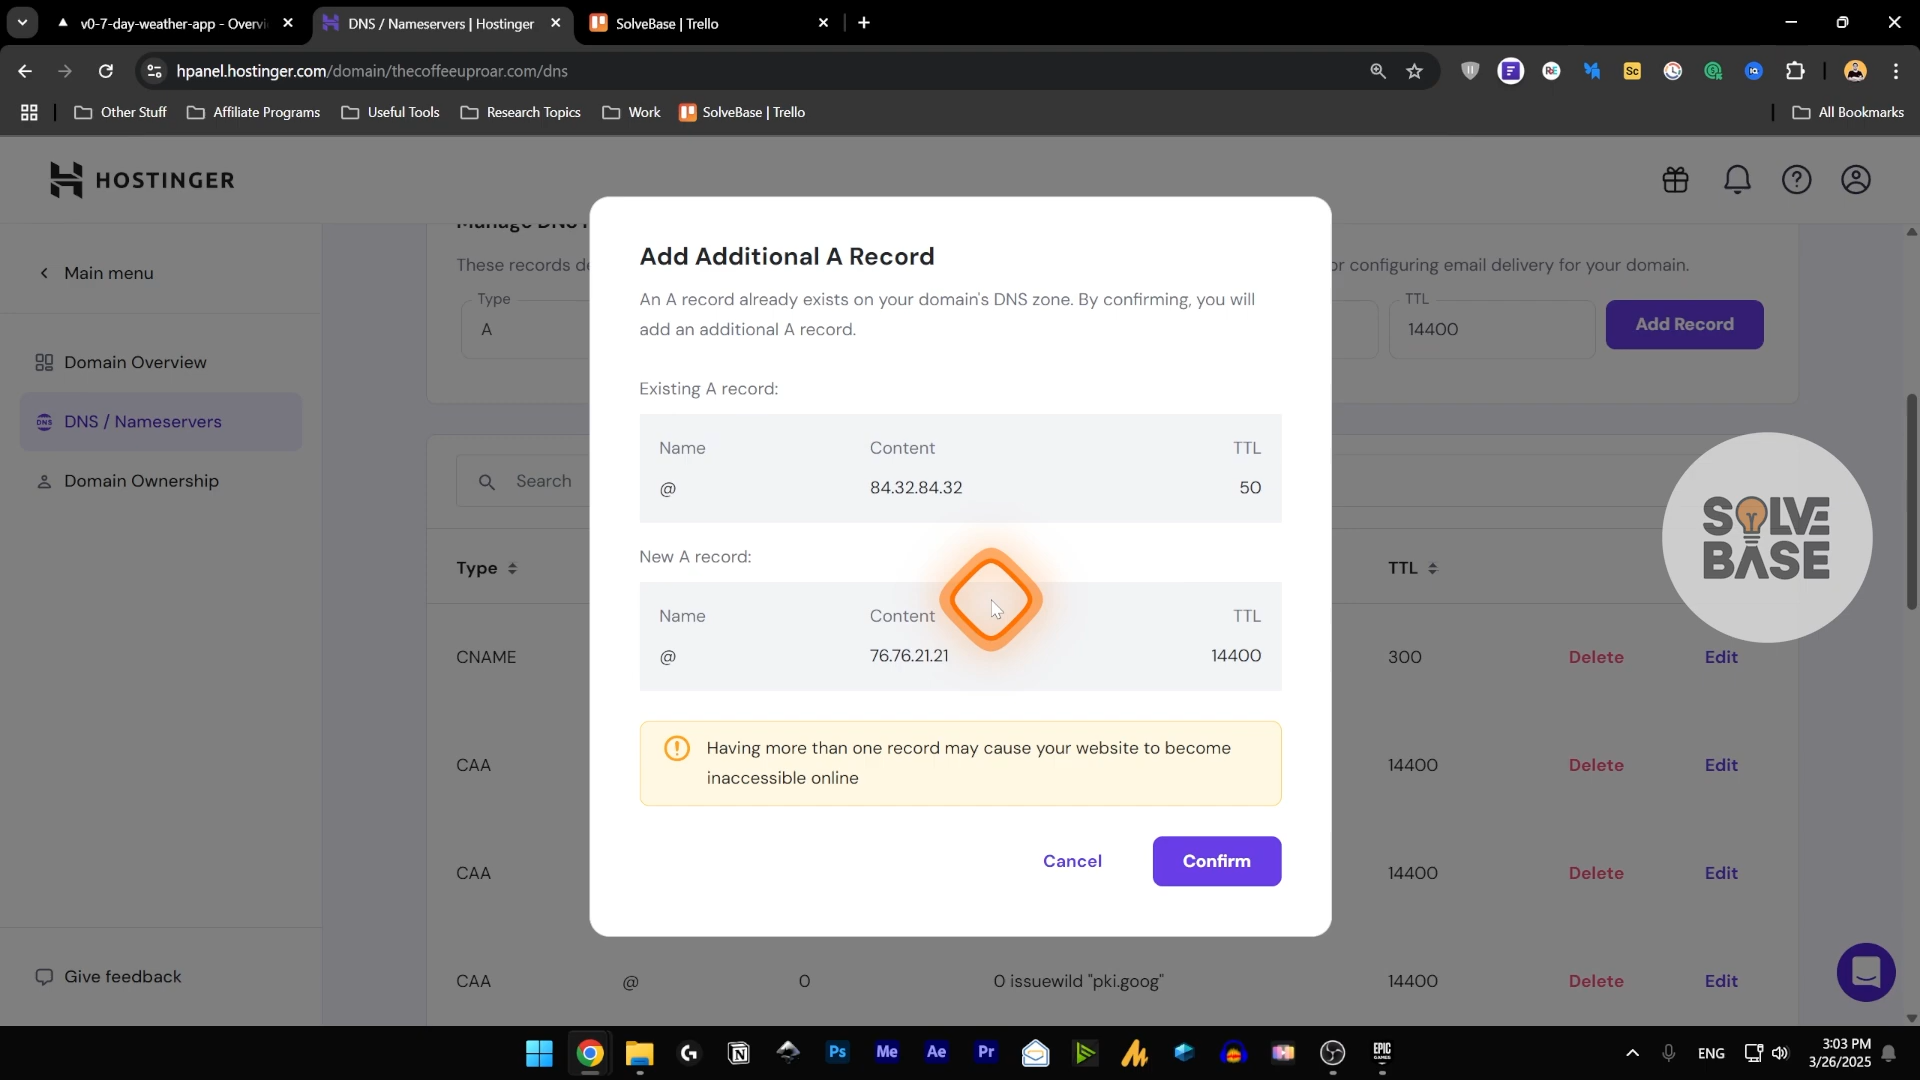 v0-7-day-weather-app - Overvi
DNS / Nameservers | Hostinger
SolveBase | Trello
hpanel.hostinger.com/domain/thecoffeeuproar.com/dns
Other Stuff
Affiliate Programs
Useful Tools
Research Topics
Work
SolveBase | Trello
All Bookmarks
HOSTINGER
Main menu
Domain Overview
DNS / Nameservers
Domain Ownership
Give feedback
These records de
or configuring email delivery for your domain.
Type
A
TTL
14400
Add Record
Search
Type
TTL
CNAME
300
Delete
Edit
CAA
14400
Delete
Edit
CAA
14400
Delete
Edit
CAA
@
0
0 issuewild "pki.goog"
14400
Delete
Edit
Add Additional A Record
An A record already exists on your domain's DNS zone. By confirming, you will
add an additional A record.
Existing A record:
Name Content TTL
@ 84.32.84.32 50
New A record:
Name Content TTL
@ 76.76.21.21 14400
Having more than one record may cause your website to become
inaccessible online
Cancel
Confirm
SOLVE
BASE
Ps
Me
Ae
Pr
EPIC
GAMES
ENG
3:03 PM
3/26/2025